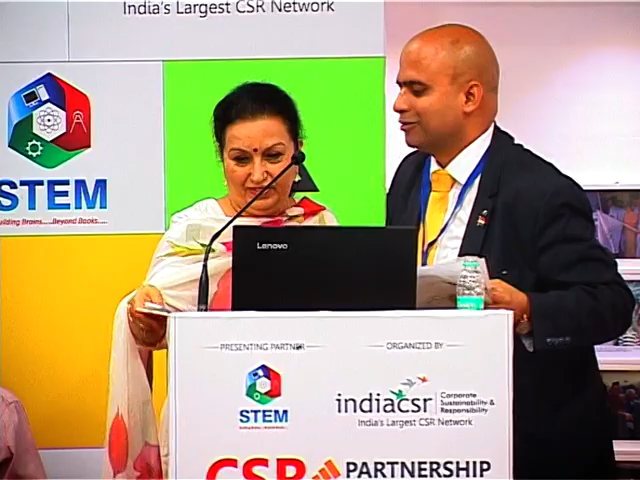 India's Largest CSR Network
STEM
Building Brains.....Beyond Books.....
Lenovo
PRESENTING PARTNER
ORGANIZED BY
STEM
indiacsr
Corporate
Sustainability &
Responsibility
India's Largest CSR Network
CSR
PARTNERSHIP